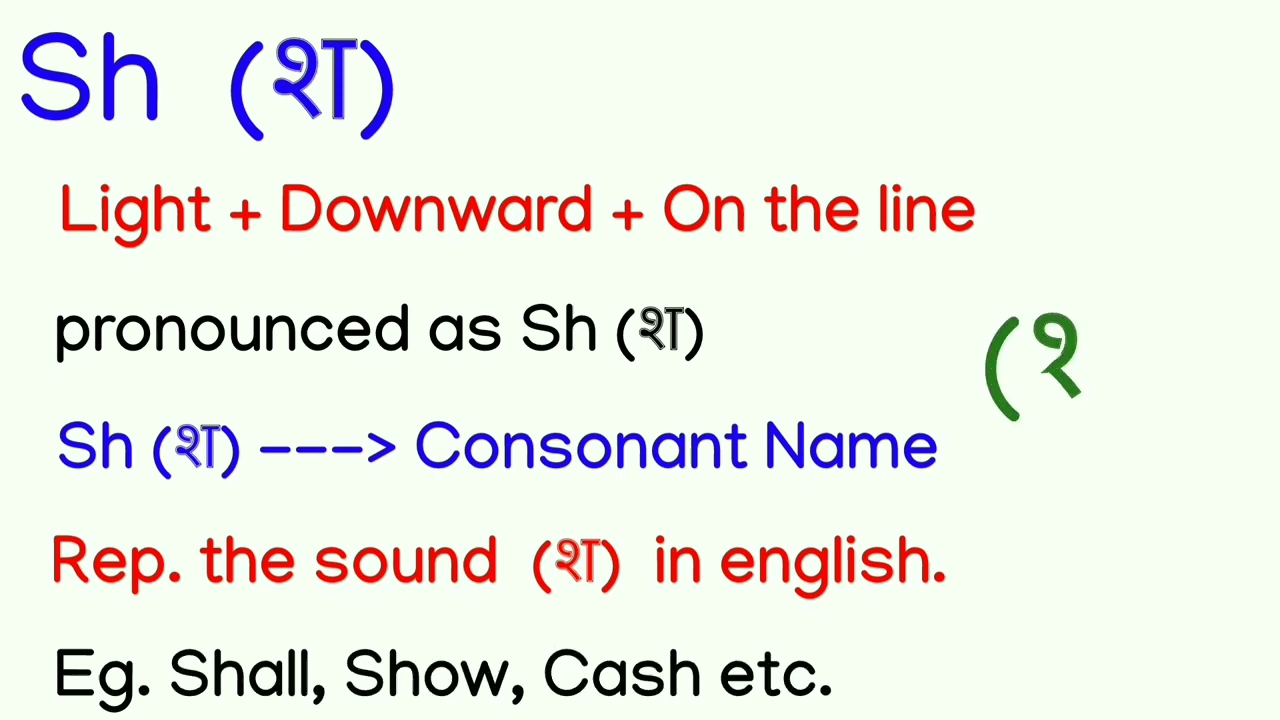 Sh (श)
Light + Downward + On the line
pronounced as Sh (श)
(श
Sh (श) ---> Consonant Name
Rep. the sound (श) in english.
Eg. Shall, Show, Cash etc.